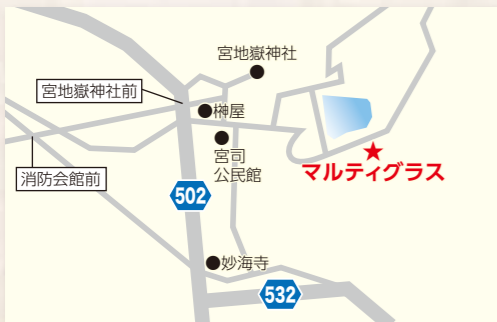 宮地嶽神社
宮地嶽神社前
榊屋
宮司
公民館
マルティグラス
消防会館前
502
妙海寺
532